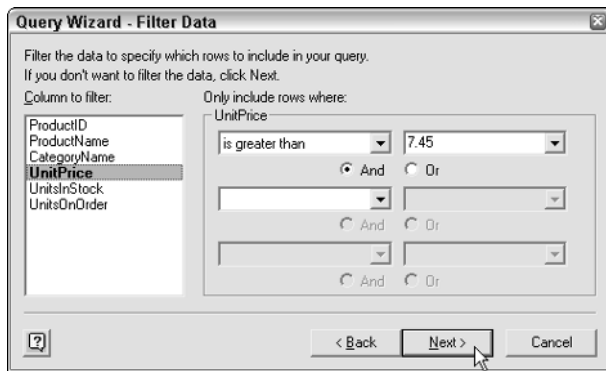 Query Wizard - Filter Data
Filter the data to specify which rows to include in your query.
If you don't want to filter the data, click Next.
Column to filter:
Only include rows where:
ProductID
ProductName
CategoryName
UnitPrice
UnitsInStock
UnitsOnOrder
UnitPrice
is greater than
7.45
And
Or
And
Or
And
Or
?
< Back
Next >
Cancel